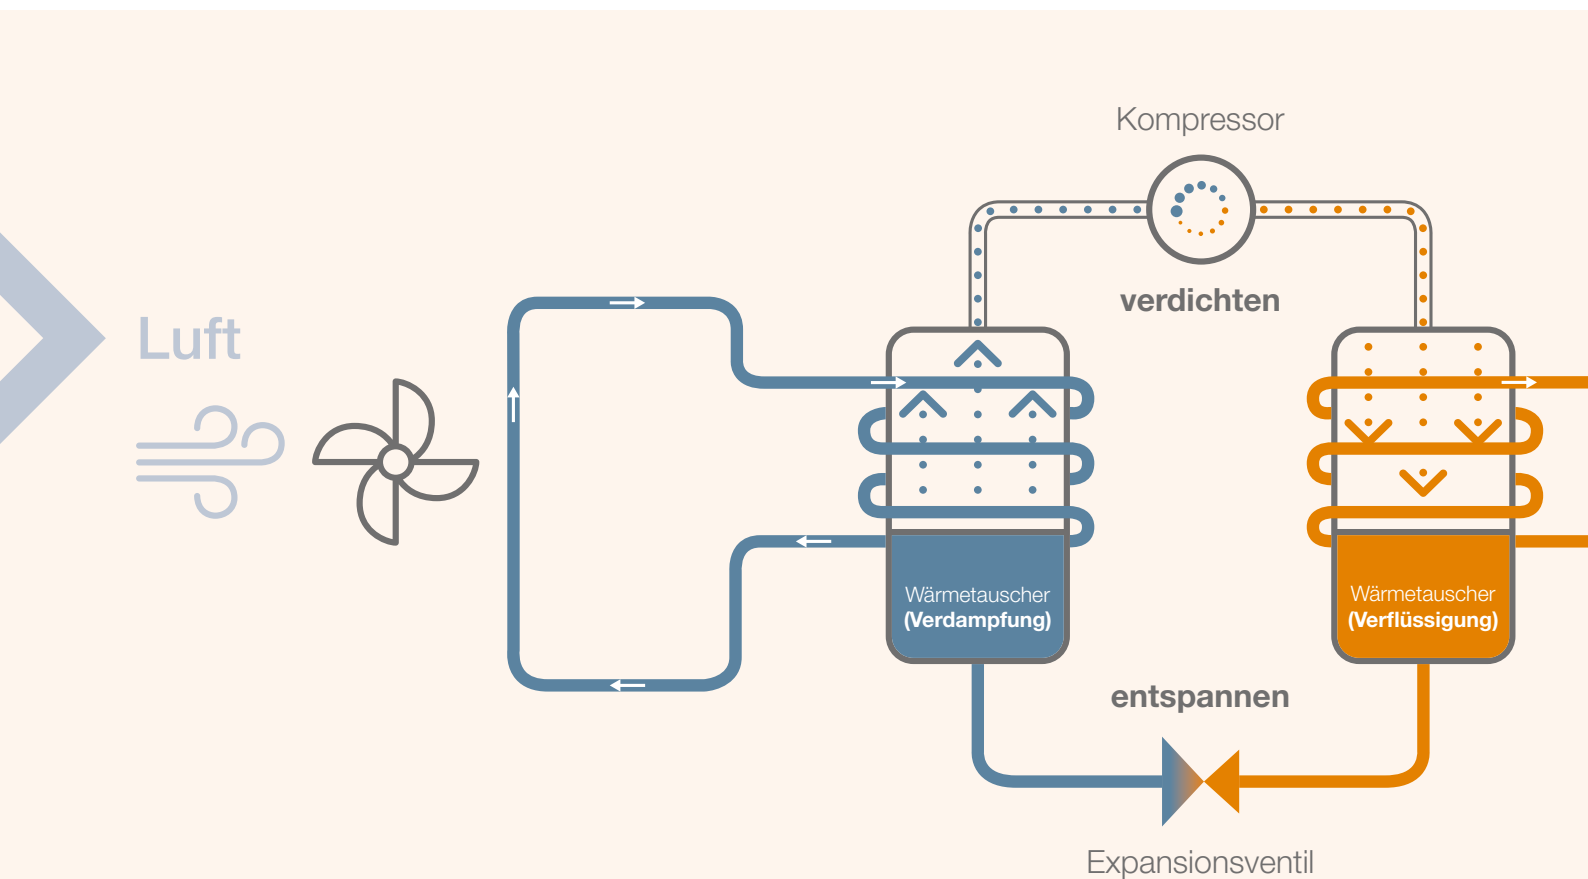 Kompressor
verdichten
Luft
Wärmetauscher
(Verdampfung)
Wärmetauscher
(Verflüssigung)
entspannen
Expansionsventil